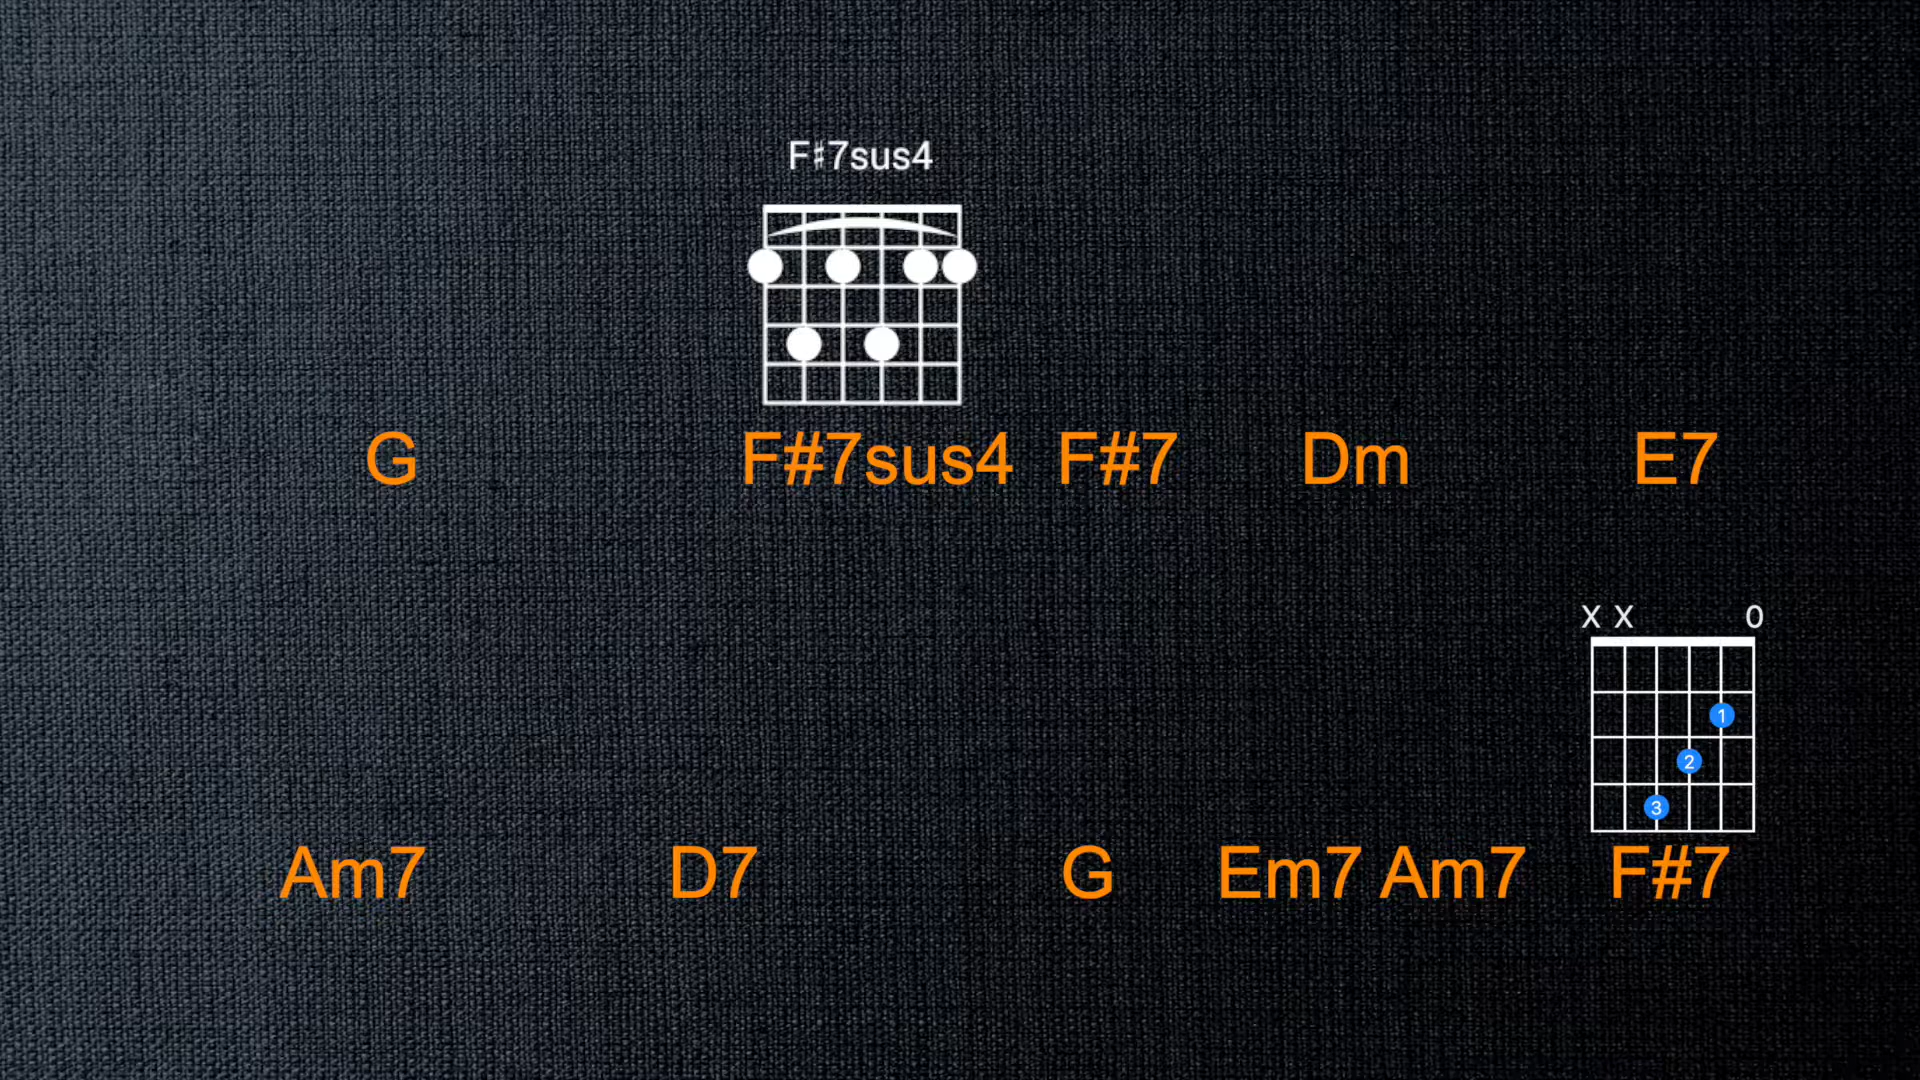 F♯7sus4
G F#7sus4 F#7 Dm E7
X X 0
1
2
3
Am7 D7 G Em7 Am7 F#7